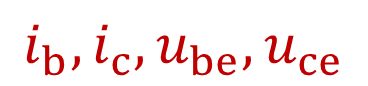 i_b, i_c, u_be, u_ce